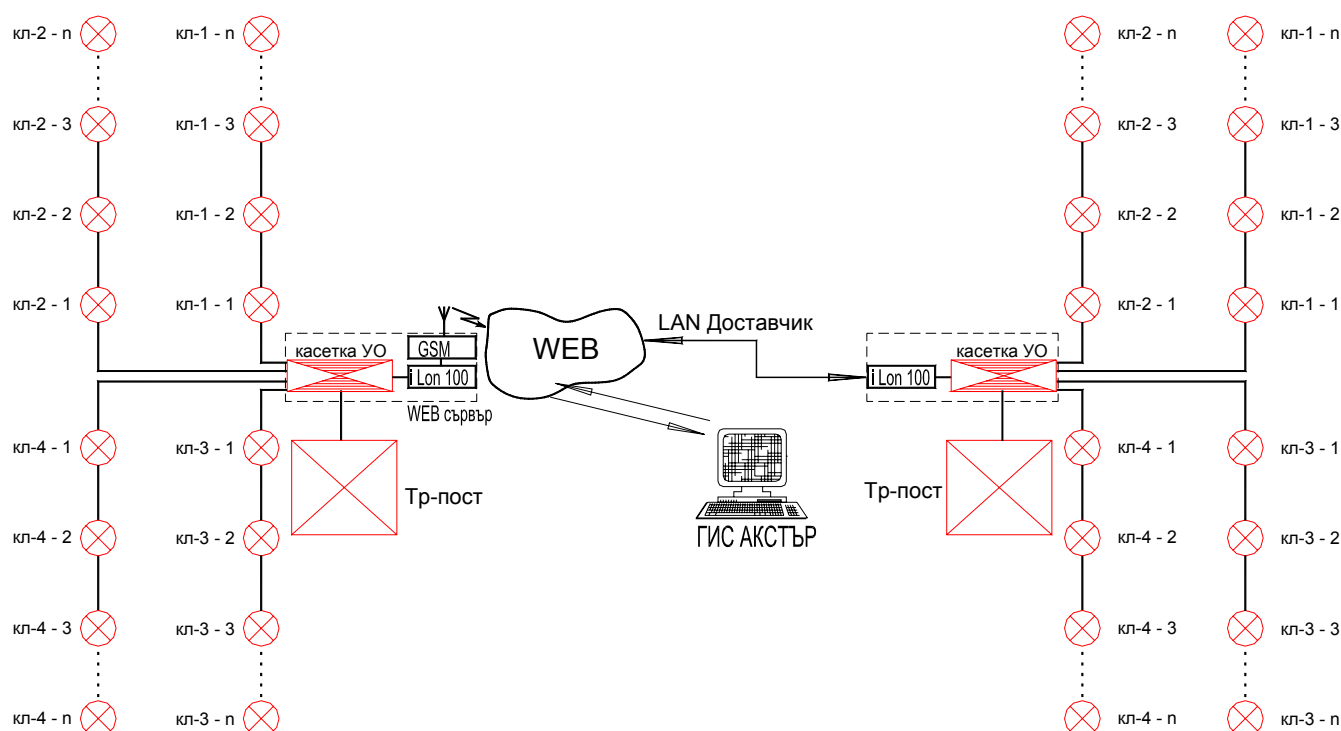 кл-2 - n
кл-1 - n
кл-2 - n
кл-1 - n
кл-2 - 3
кл-1 - 3
кл-2 - 3
кл-1 - 3
кл-2 - 2
кл-1 - 2
кл-2 - 2
кл-1 - 2
кл-2 - 1
кл-1 - 1
кл-2 - 1
кл-1 - 1
LAN Доставчик
касетка УО
GSM
WEB
касетка УО
i Lon 100
i Lon 100
WEB сървър
кл-4 - 1
кл-3 - 1
кл-4 - 1
кл-3 - 1
Тр-пост
Тр-пост
ГИС АКСТЪР
кл-4 - 2
кл-3 - 2
кл-4 - 2
кл-3 - 2
кл-4 - 3
кл-3 - 3
кл-4 - 3
кл-3 - 3
кл-4 - n
кл-3 - n
кл-4 - n
кл-3 - n